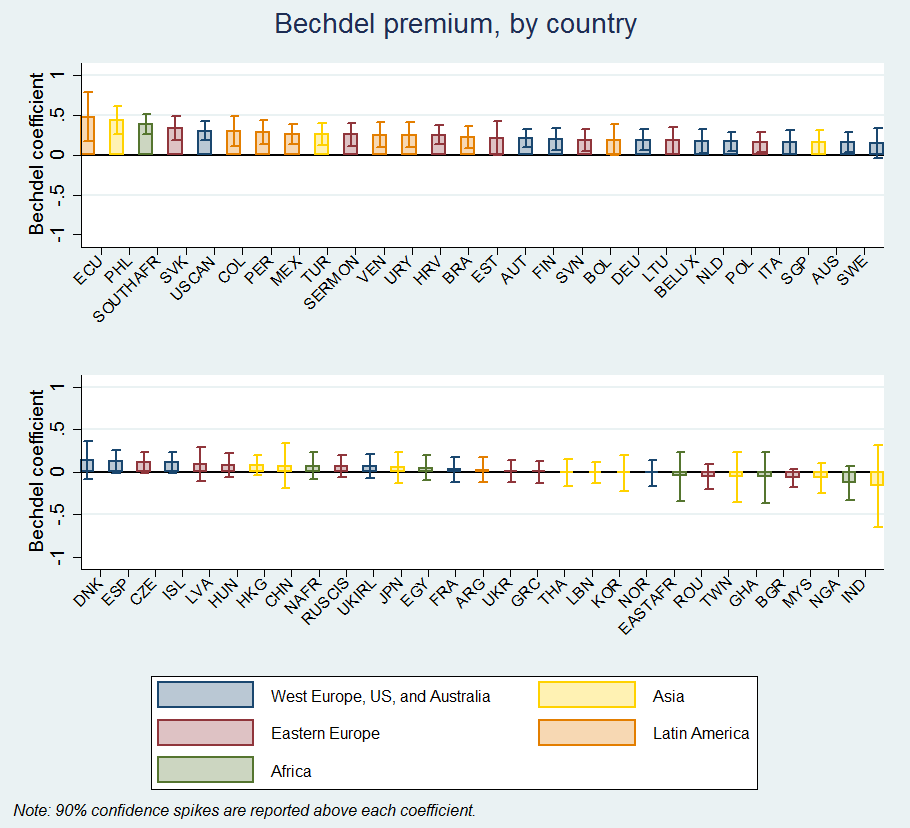 Bechdel premium, by country
Bechdel coefficient
1
.5
0
-.5
-1
ECU PHL SOUTHAFR SVK USCAN COL PER MEX TUR SERMON VEN URY HRV BRA EST AUT FIN SVN BOL DEU LTU BELUX NLD POL ITA SGP AUS SWE
Bechdel coefficient
1
.5
0
-.5
-1
DNK ESP CZE ISL LVA HUN HKG CHN NAFR RUSCIS UKIRL JPN EGY FRA ARG UKR GRC THA LBN KOR NOR EASTAFR ROU TWN GHA BGR MYS NGA IND
West Europe, US, and Australia
Asia
Eastern Europe
Latin America
Africa
Note: 90% confidence spikes are reported above each coefficient.